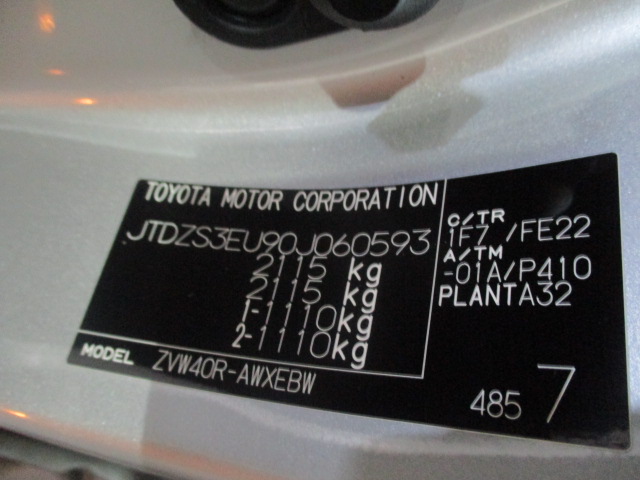 TOYOTA MOTOR CORPORATION
JTDZS3EU90J060593
2115 kg
2115 kg
1-1110kg
2-1110kg
MODEL ZVW40R-AWXEBW
C/TR
1F7 /FE22
A/TM
-01A/P410
PLANTA32
485 7